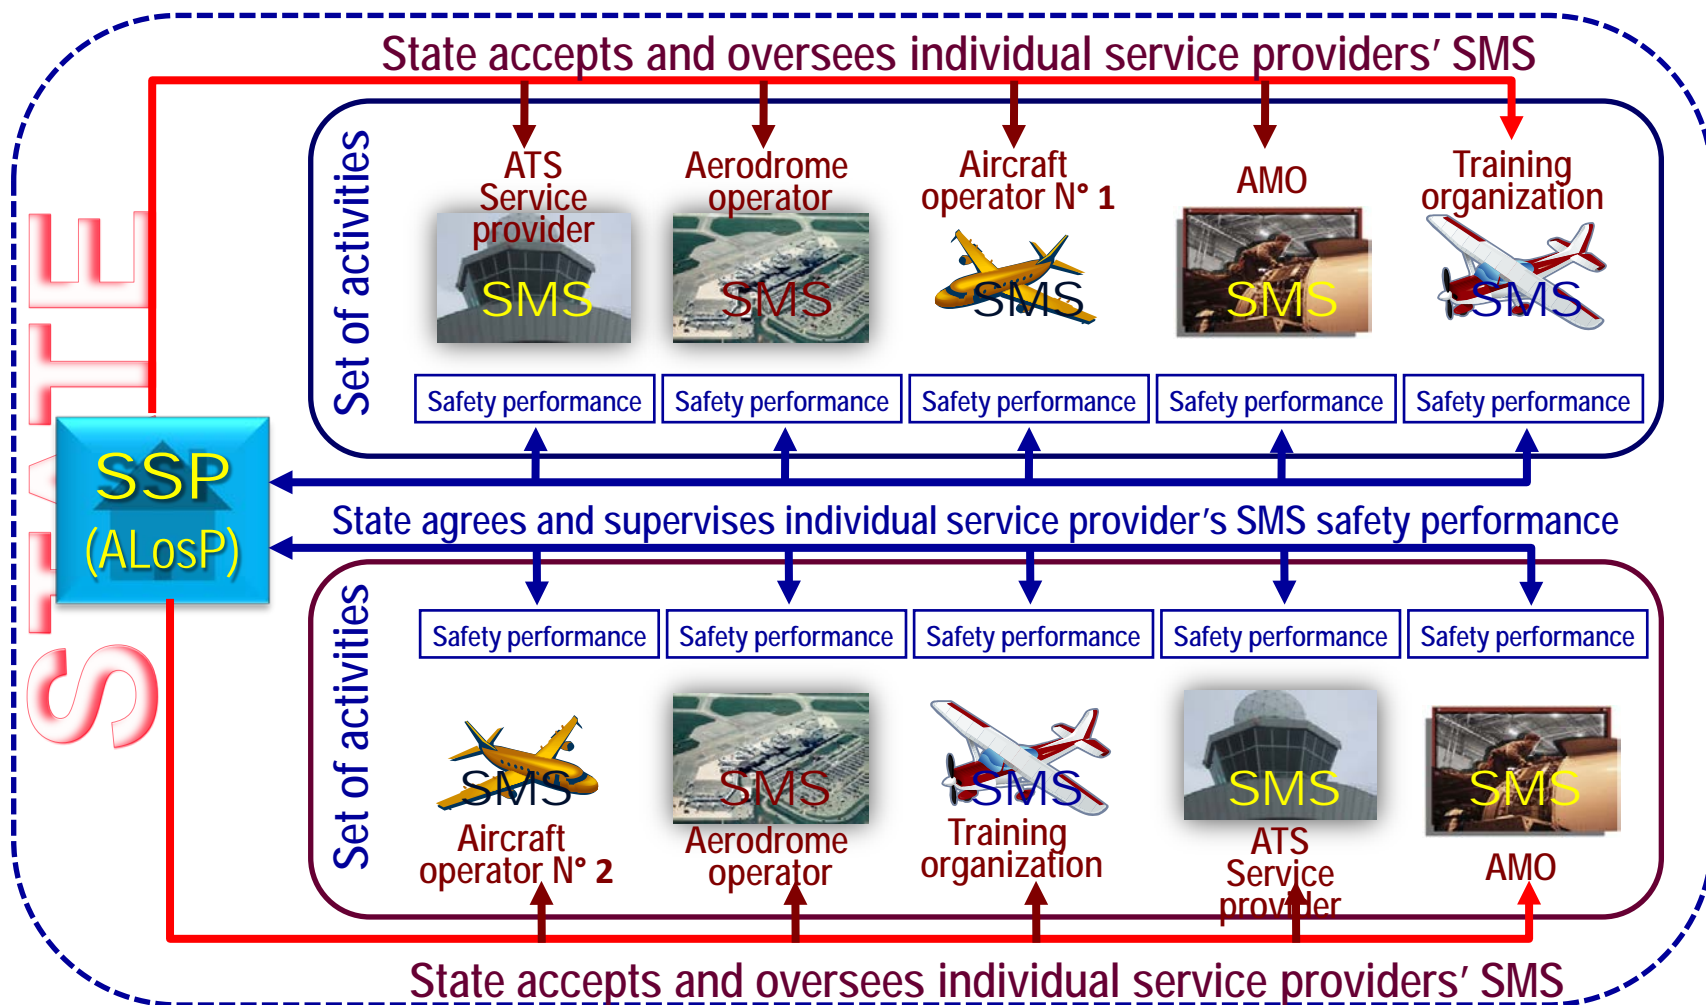 State accepts and oversees individual service providers’ SMS
STATE
Set of activities
ATS
Service
provider
SMS
Aerodrome
operator
SMS
Aircraft
operator N° 1
SMS
AMO
SMS
Training
organization
SMS
Safety performance
Safety performance
Safety performance
Safety performance
Safety performance
SSP
(ALosP)
State agrees and supervises individual service provider’s SMS safety performance
Set of activities
Safety performance
Safety performance
Safety performance
Safety performance
Safety performance
SMS
Aircraft
operator N° 2
SMS
Aerodrome
operator
SMS
Training
organization
SMS
ATS
Service
provider
SMS
AMO
State accepts and oversees individual service providers’ SMS